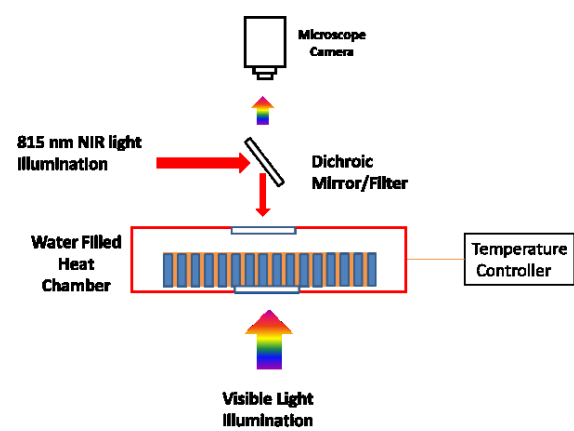 Microscope
Camera
815 nm NIR light
Illumination
Dichroic
Mirror/Filter
Water Filled
Heat
Chamber
Temperature
Controller
Visible Light
Illumination